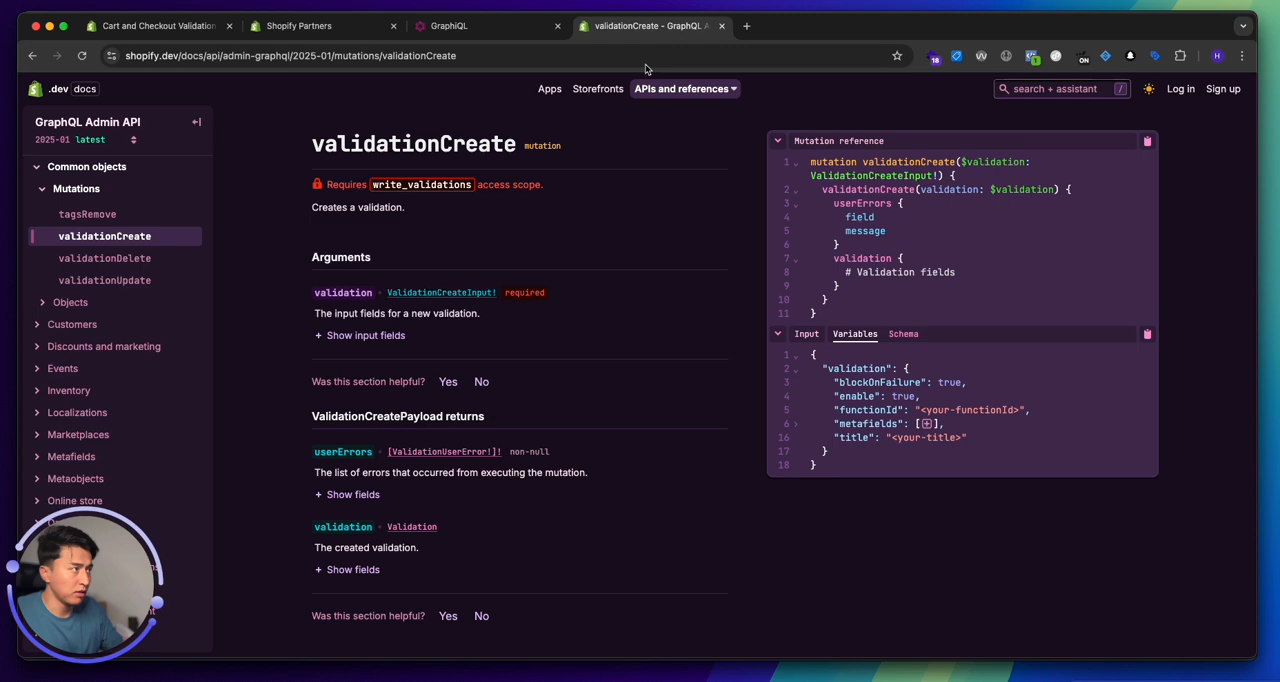 Cart and Checkout Validation
Shopify Partners
GraphiQL
validationCreate - GraphQL A
shopify.dev/docs/api/admin-graphql/2025-01/mutations/validationCreate
18
1
ON
H
.dev docs
Apps
Storefronts
APIs and references
search + assistant /
Log in
Sign up
GraphQL Admin API
2025-01 latest
Common objects
Mutations
tagsRemove
validationCreate
validationDelete
validationUpdate
Objects
Customers
Discounts and marketing
Events
Inventory
Localizations
Marketplaces
Metafields
Metaobjects
Online store
validationCreate mutation
Requires write_validations access scope.
Creates a validation.
Arguments
validation • ValidationCreateInput! required
The input fields for a new validation.
+ Show input fields
Was this section helpful? Yes No
ValidationCreatePayload returns
userErrors • [ValidationUserError!]! non-null
The list of errors that occurred from executing the mutation.
+ Show fields
validation • Validation
The created validation.
+ Show fields
Was this section helpful? Yes No
Mutation reference
1 mutation validationCreate($validation:
ValidationCreateInput!) {
2 validationCreate(validation: $validation) {
3 userErrors {
4 field
5 message
6 }
7 validation {
8 # Validation fields
9 }
10 }
11 }
Input Variables Schema
1 {
2 "validation": {
3 "blockOnFailure": true,
4 "enable": true,
5 "functionId": "<your-functionId>",
6 "metafields": [],
16 "title": "<your-title>"
17 }
18 }